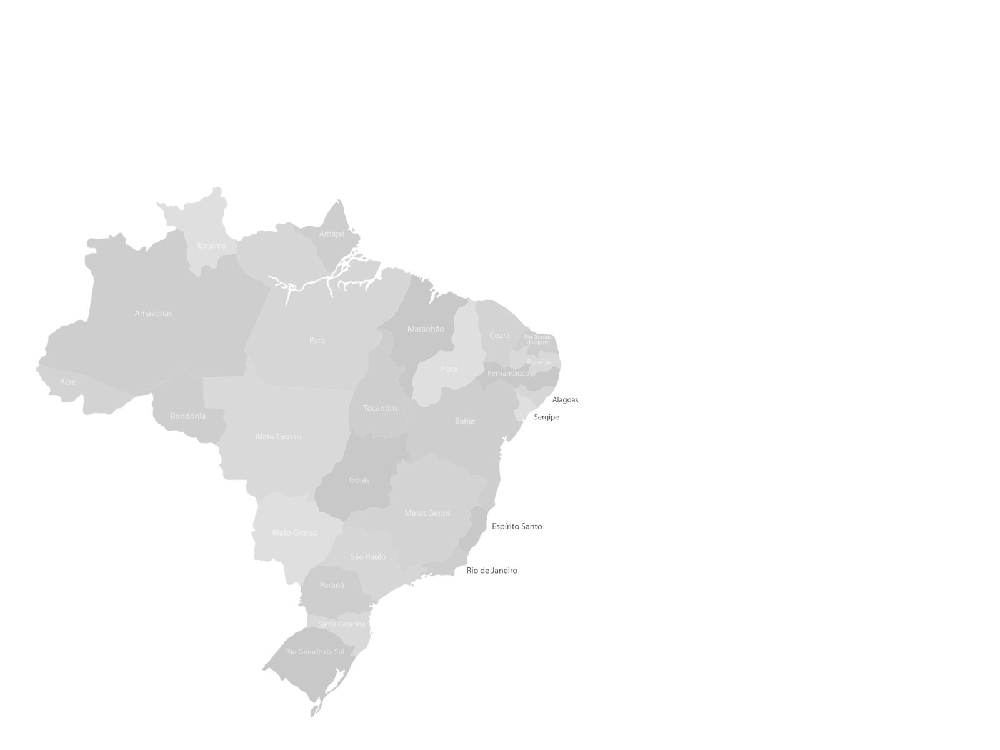 Amapá
Roraima
Amazonas
Maranhão
Ceará
Rio Grande
do Norte
Pará
Paraíba
Piauí
Pernambuco
Acre
Alagoas
Tocantins
Rondônia
Sergipe
Bahia
Mato Grosso
Goiás
Minas Gerais
Espírito Santo
Mato Grosso
São Paulo
Rio de Janeiro
Paraná
Santa Catarina
Rio Grande do Sul